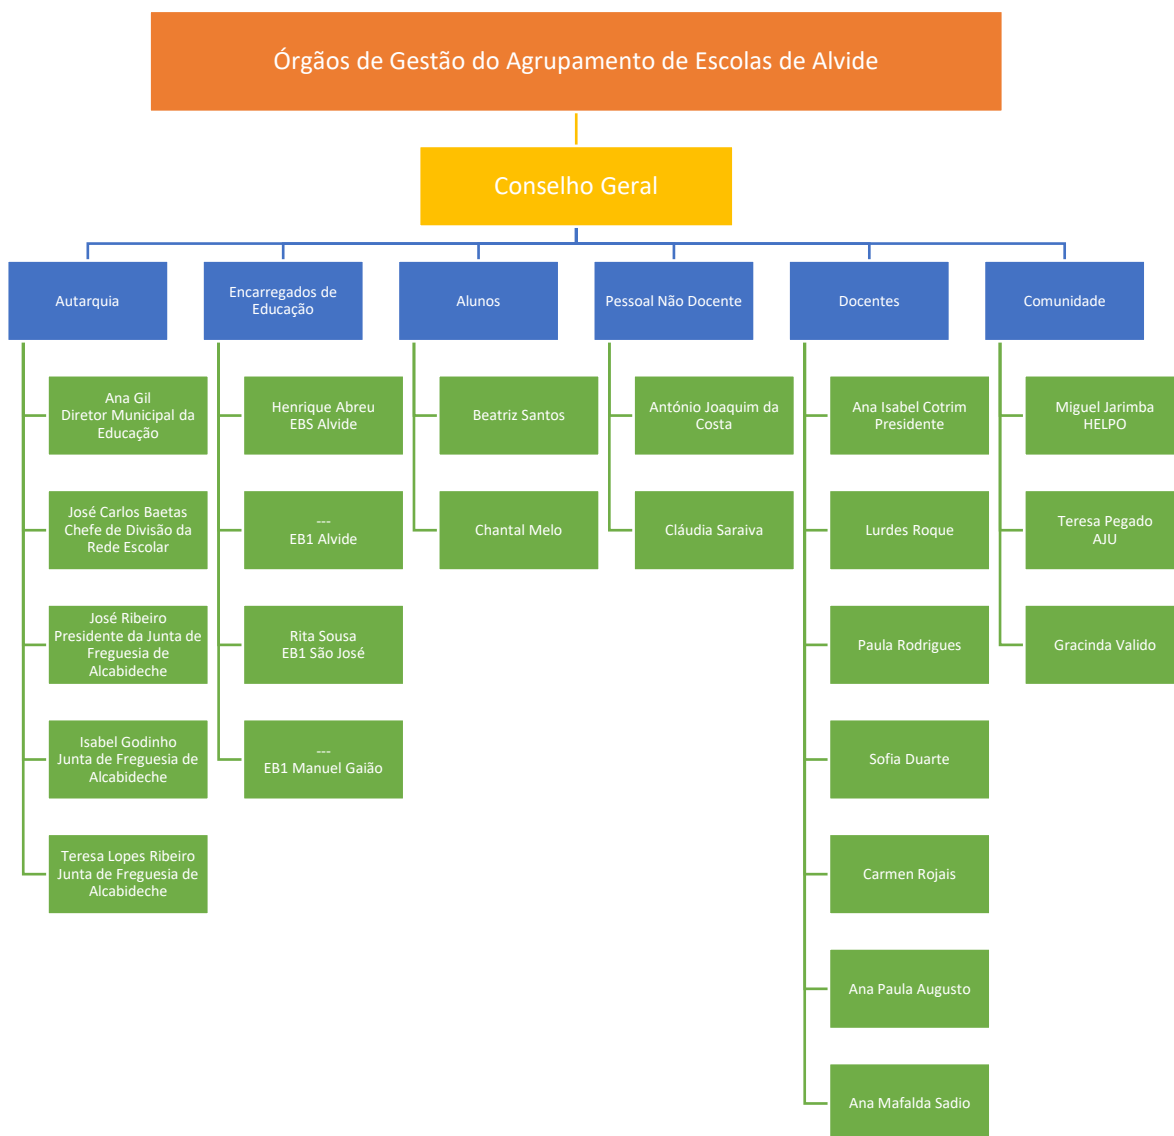 Órgãos de Gestão do Agrupamento de Escolas de Alvide
Conselho Geral
Autarquia
Ana Gil
Diretor Municipal da
Educação
José Carlos Baetas
Chefe de Divisão da
Rede Escolar
José Ribeiro
Presidente da Junta de
Freguesia de
Alcabideche
Isabel Godinho
Junta de Freguesia de
Alcabideche
Teresa Lopes Ribeiro
Junta de Freguesia de
Alcabideche
Encarregados de
Educação
Henrique Abreu
EBS Alvide
---
EB1 Alvide
Rita Sousa
EB1 São José
---
EB1 Manuel Gaião
Alunos
Beatriz Santos
Chantal Melo
Pessoal Não Docente
António Joaquim da
Costa
Cláudia Saraiva
Docentes
Ana Isabel Cotrim
Presidente
Lurdes Roque
Paula Rodrigues
Sofia Duarte
Carmen Rojais
Ana Paula Augusto
Ana Mafalda Sadio
Comunidade
Miguel Jarimba
HELPO
Teresa Pegado
AJU
Gracinda Valido